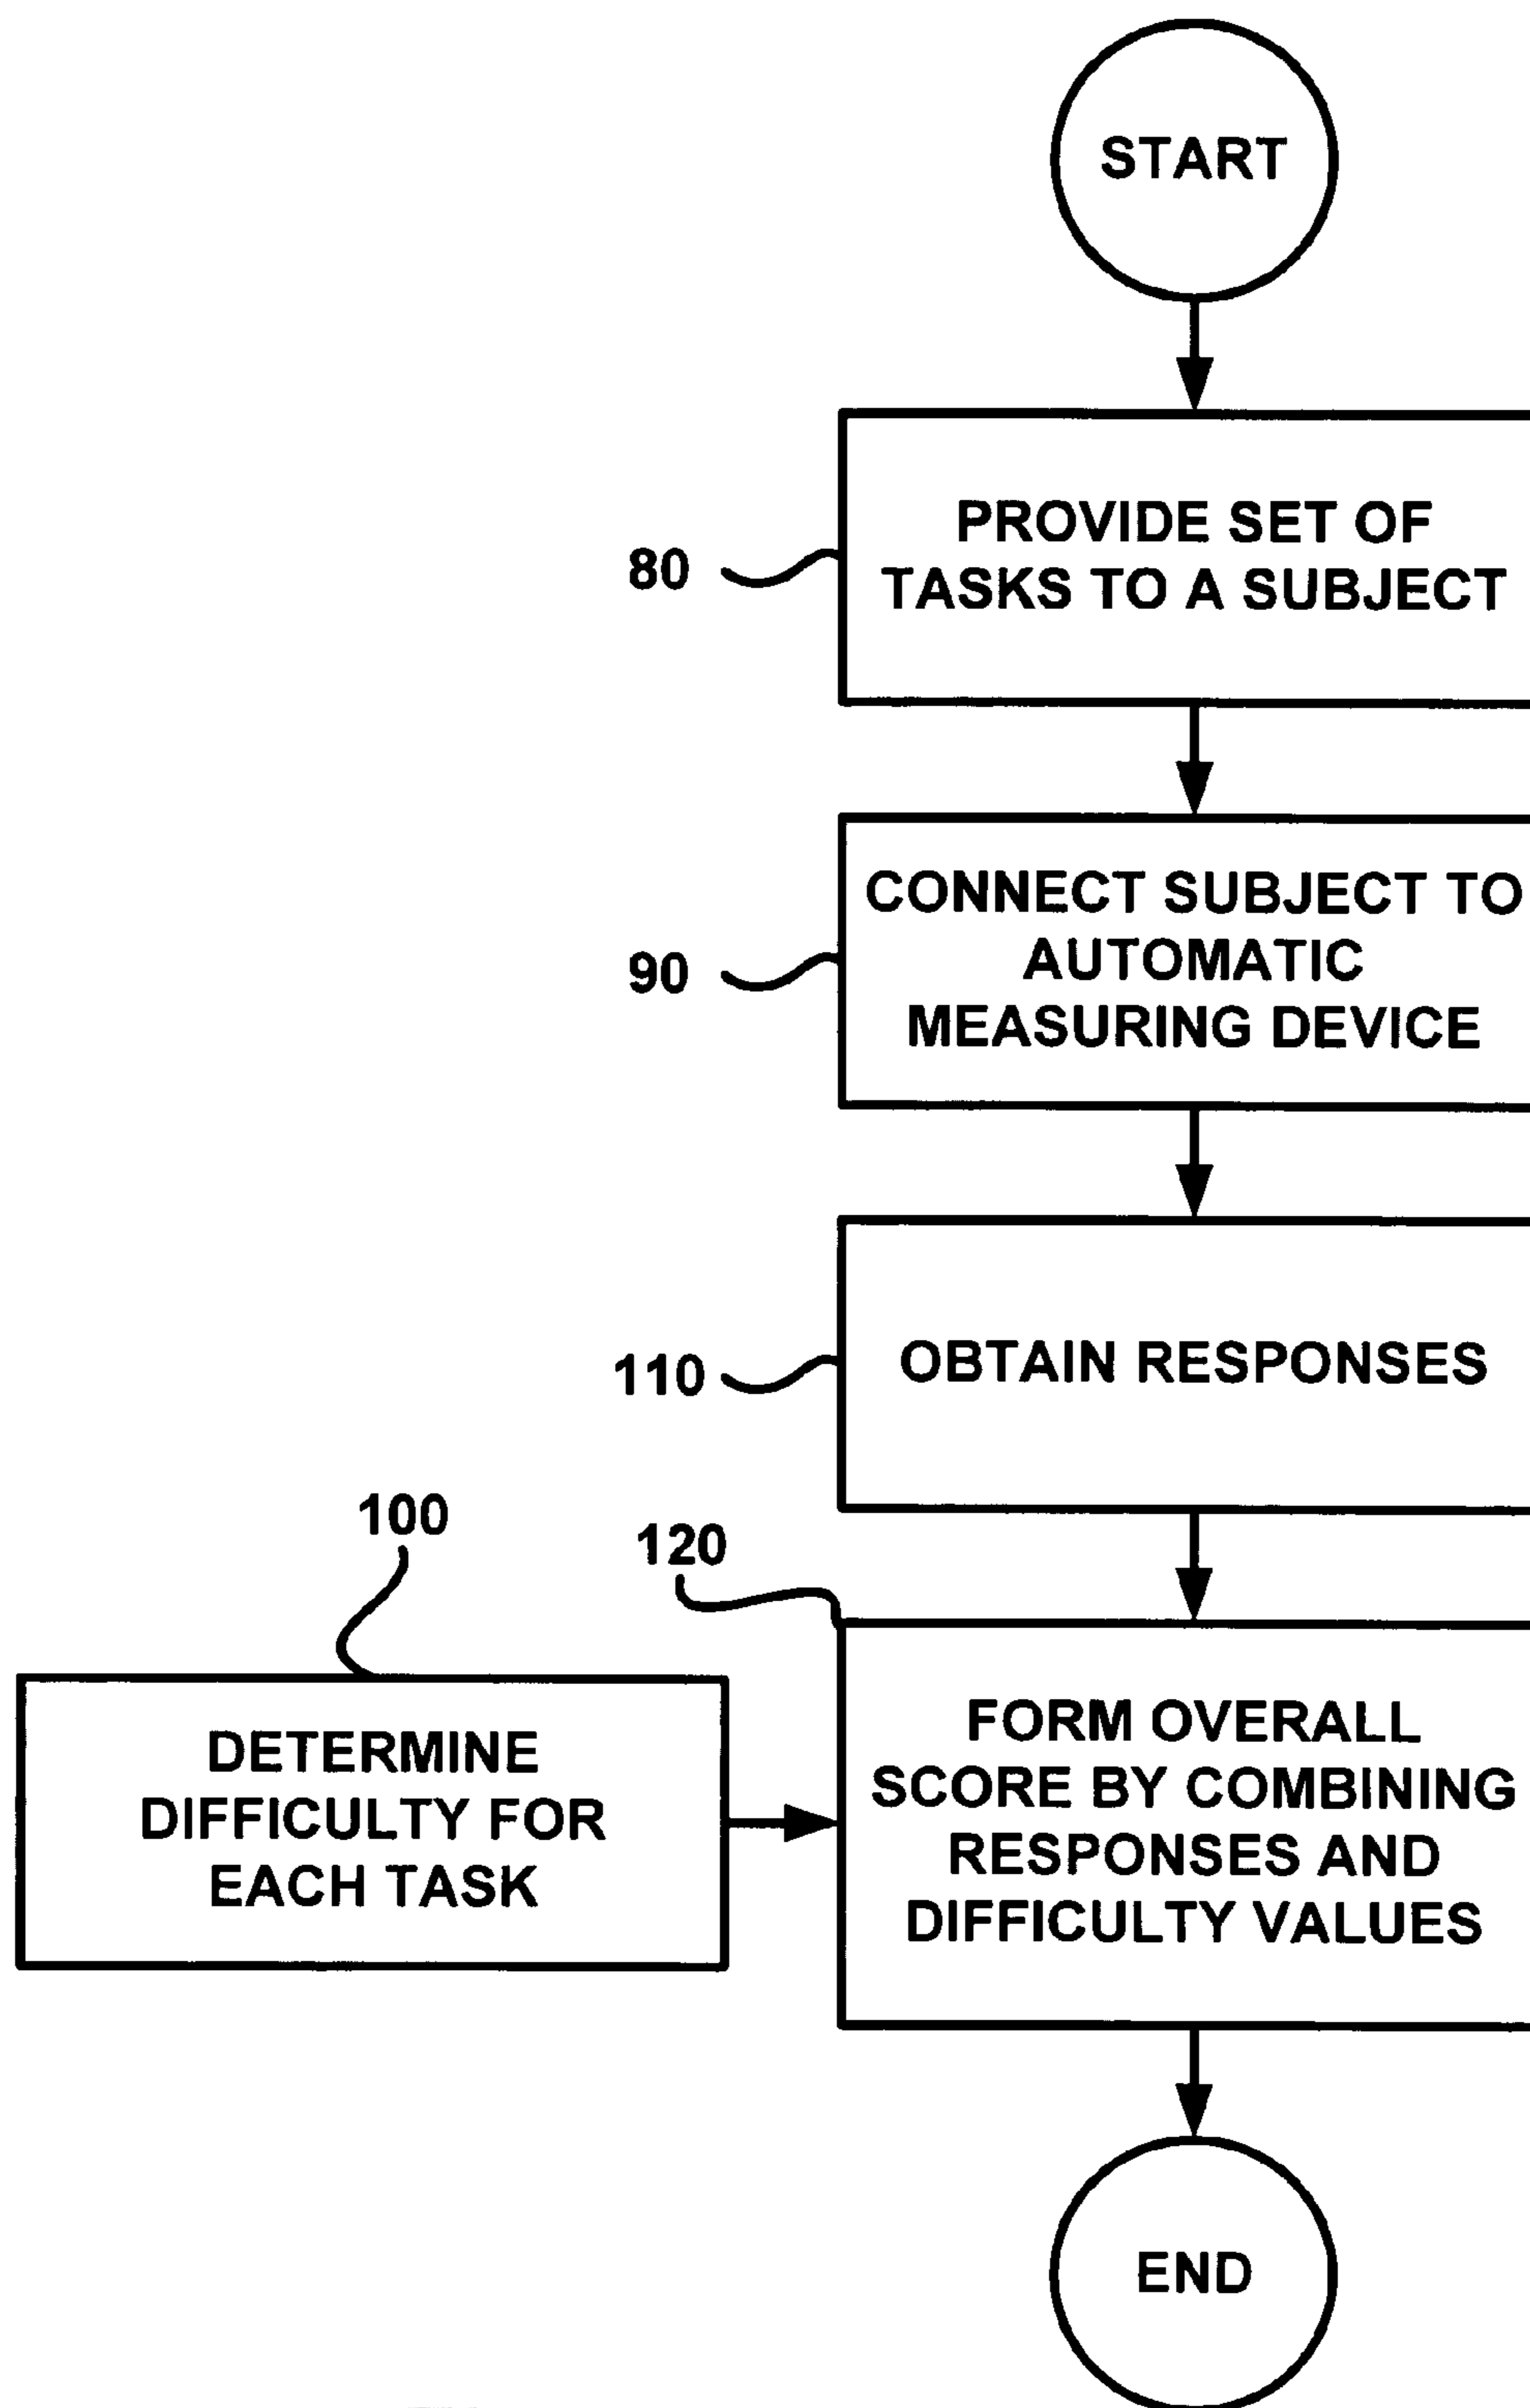 START
80
PROVIDE SET OF
TASKS TO A SUBJECT
90
CONNECT SUBJECT TO
AUTOMATIC
MEASURING DEVICE
110
OBTAIN RESPONSES
100
120
DETERMINE
DIFFICULTY FOR
EACH TASK
FORM OVERALL
SCORE BY COMBINING
RESPONSES AND
DIFFICULTY VALUES
END